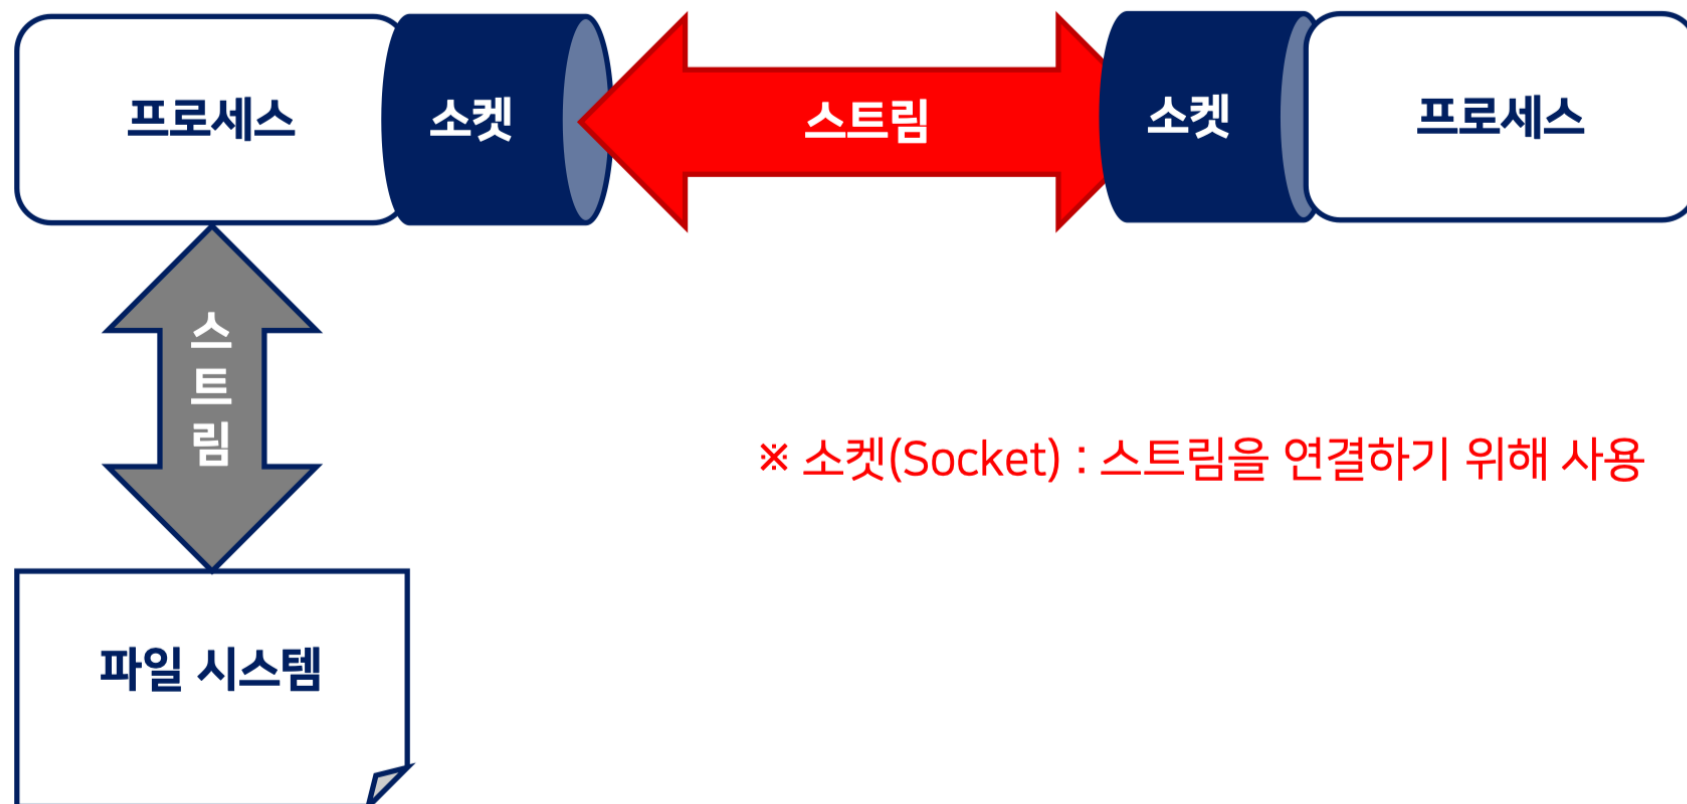 프로세스
소켓
스트림
소켓
프로세스
스
트
림
※ 소켓(Socket) : 스트림을 연결하기 위해 사용
파일 시스템